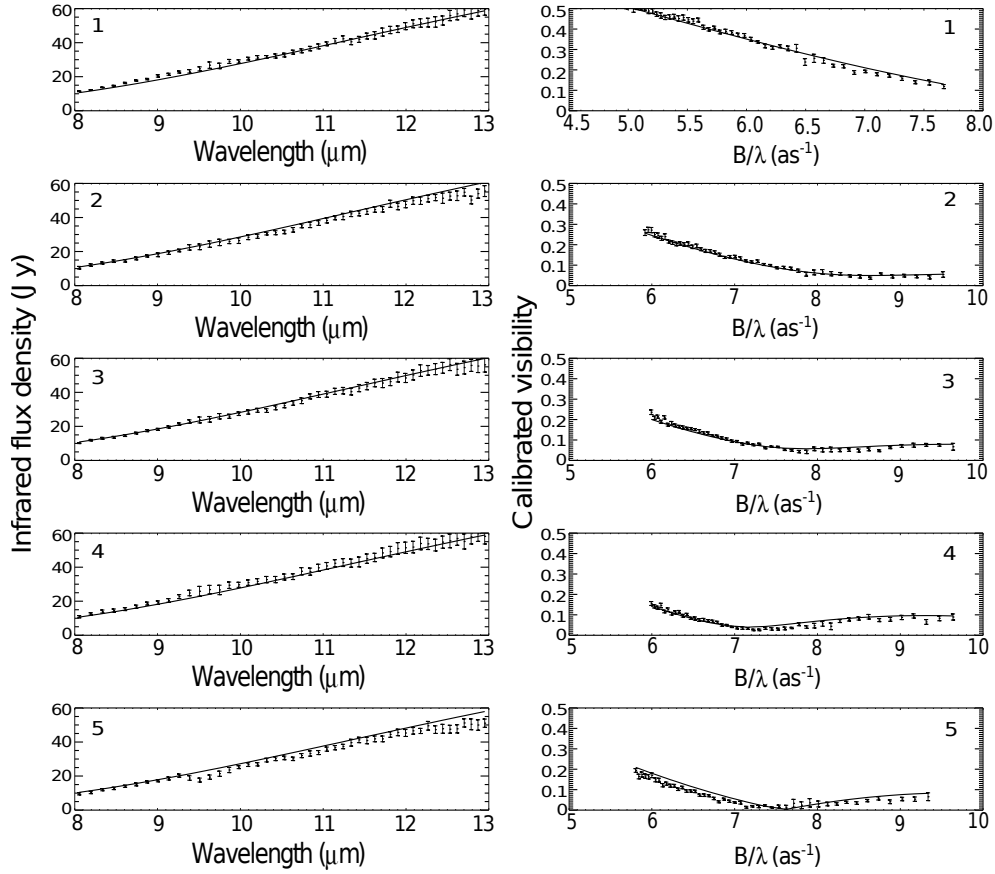 Infrared flux density (J y)
Calibrated visibility
1
60
40
20
0
8 9 10 11 12 13
Wavelength (μm)
1
0.5
0.4
0.3
0.2
0.1
0
4.5 5.0 5.5 6.0 6.5 7.0 7.5 8.0
B/λ (as⁻¹)
2
60
40
20
0
8 9 10 11 12 13
Wavelength (μm)
2
0.5
0.4
0.3
0.2
0.1
0
5 6 7 8 9 10
B/λ (as⁻¹)
3
60
40
20
0
8 9 10 11 12 13
Wavelength (μm)
3
0.5
0.4
0.3
0.2
0.1
0
5 6 7 8 9 10
B/λ (as⁻¹)
4
60
40
20
0
8 9 10 11 12 13
Wavelength (μm)
4
0.5
0.4
0.3
0.2
0.1
0
5 6 7 8 9 10
B/λ (as⁻¹)
5
60
40
20
0
8 9 10 11 12 13
Wavelength (μm)
5
0.5
0.4
0.3
0.2
0.1
0
5 6 7 8 9 10
B/λ (as⁻¹)